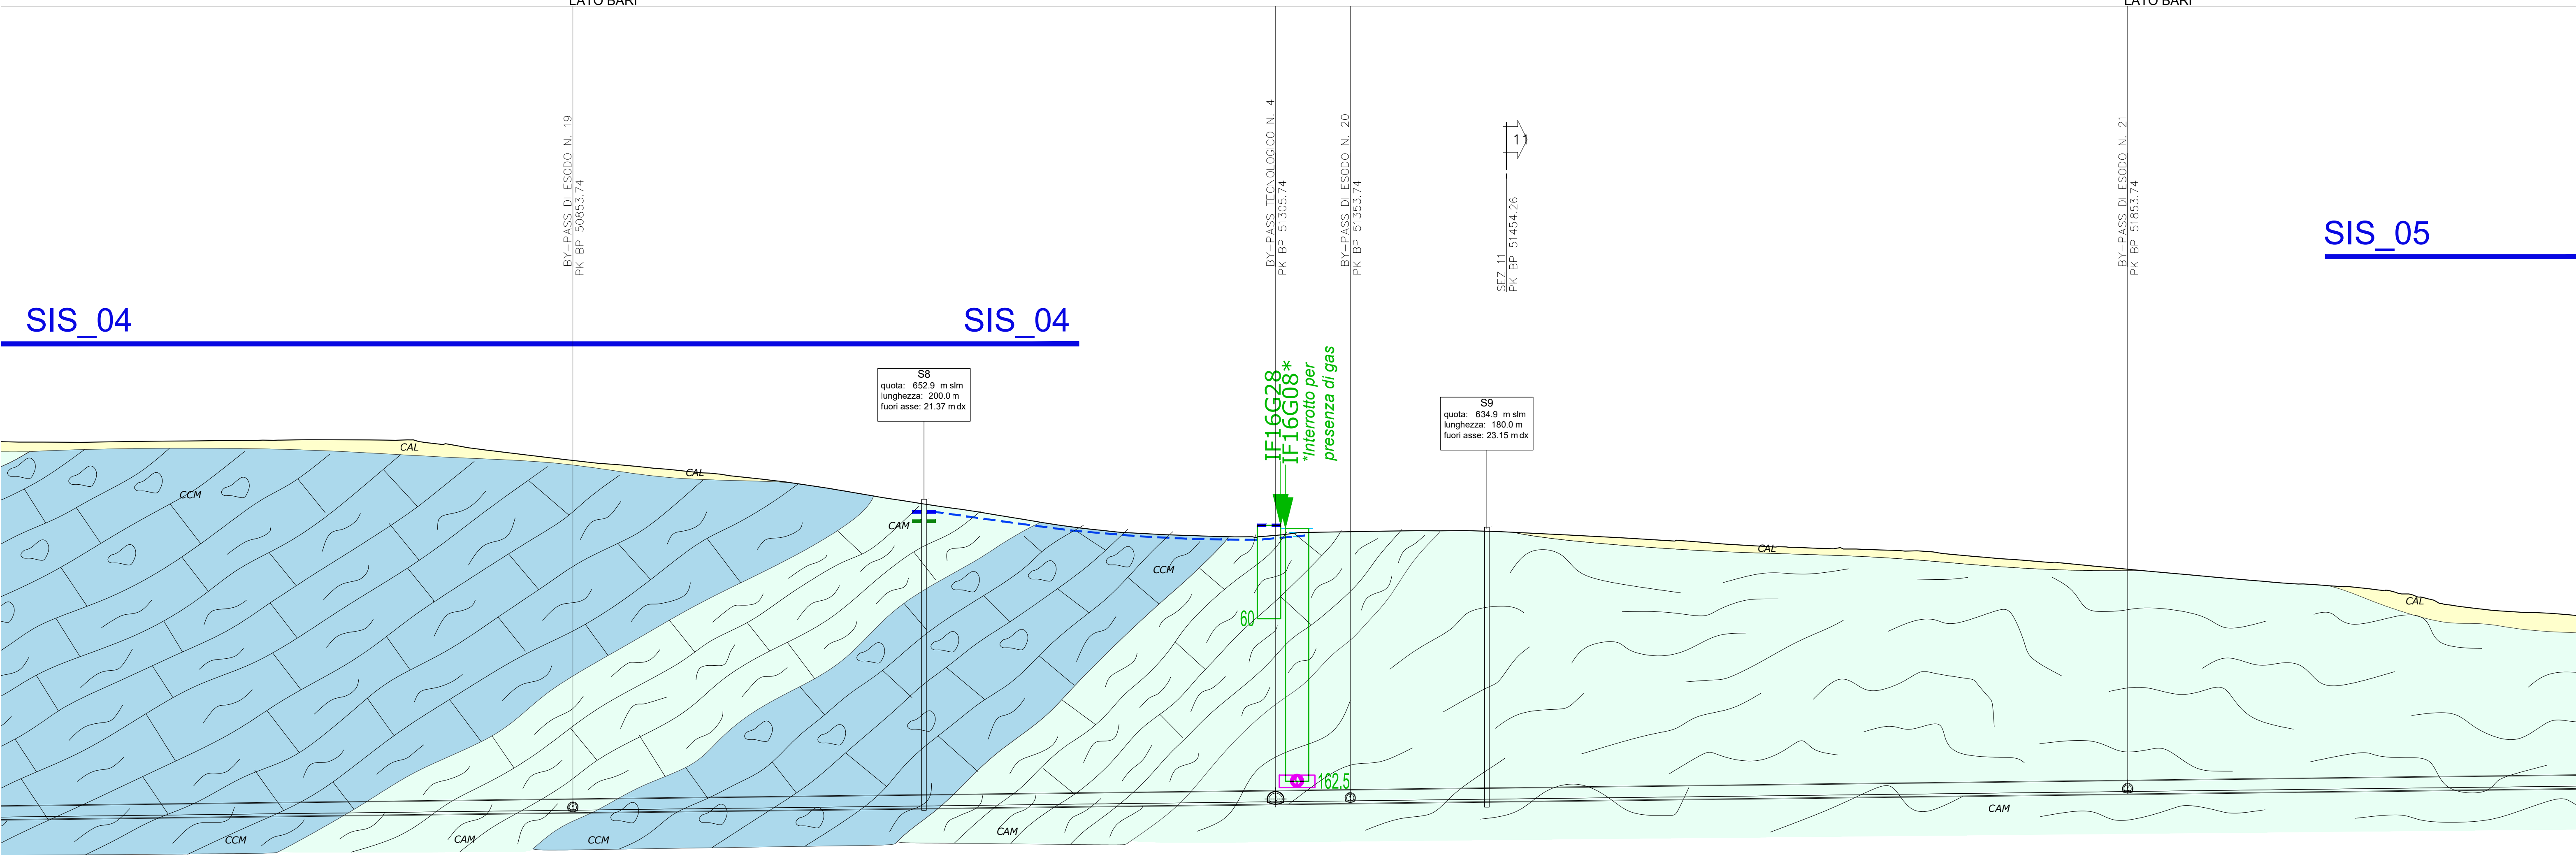 LATO BARI
LATO BARI
BY-PASS DI ESODO N. 19
PK BP 50853.74
BY-PASS TECNOLOGICO N. 4
PK BP 51305.74
BY-PASS DI ESODO N. 20
PK BP 51353.74
11
SEZ 11
PK BP 51454.26
BY-PASS DI ESODO N. 21
PK BP 51853.74
SIS_05
SIS_04
SIS_04
S8
quota: 652.9 m slm
lunghezza: 200.0 m
fuori asse: 21.37 m dx
IF16G28
IF16G08*
*Interrotto per
presenza di gas
S9
quota: 634.9 m slm
lunghezza: 180.0 m
fuori asse: 23.15 m dx
CAL
CAL
CCM
CAM
CAL
CCM
CAL
60
162.5
CAM
CAM
CCM
CAM
CCM